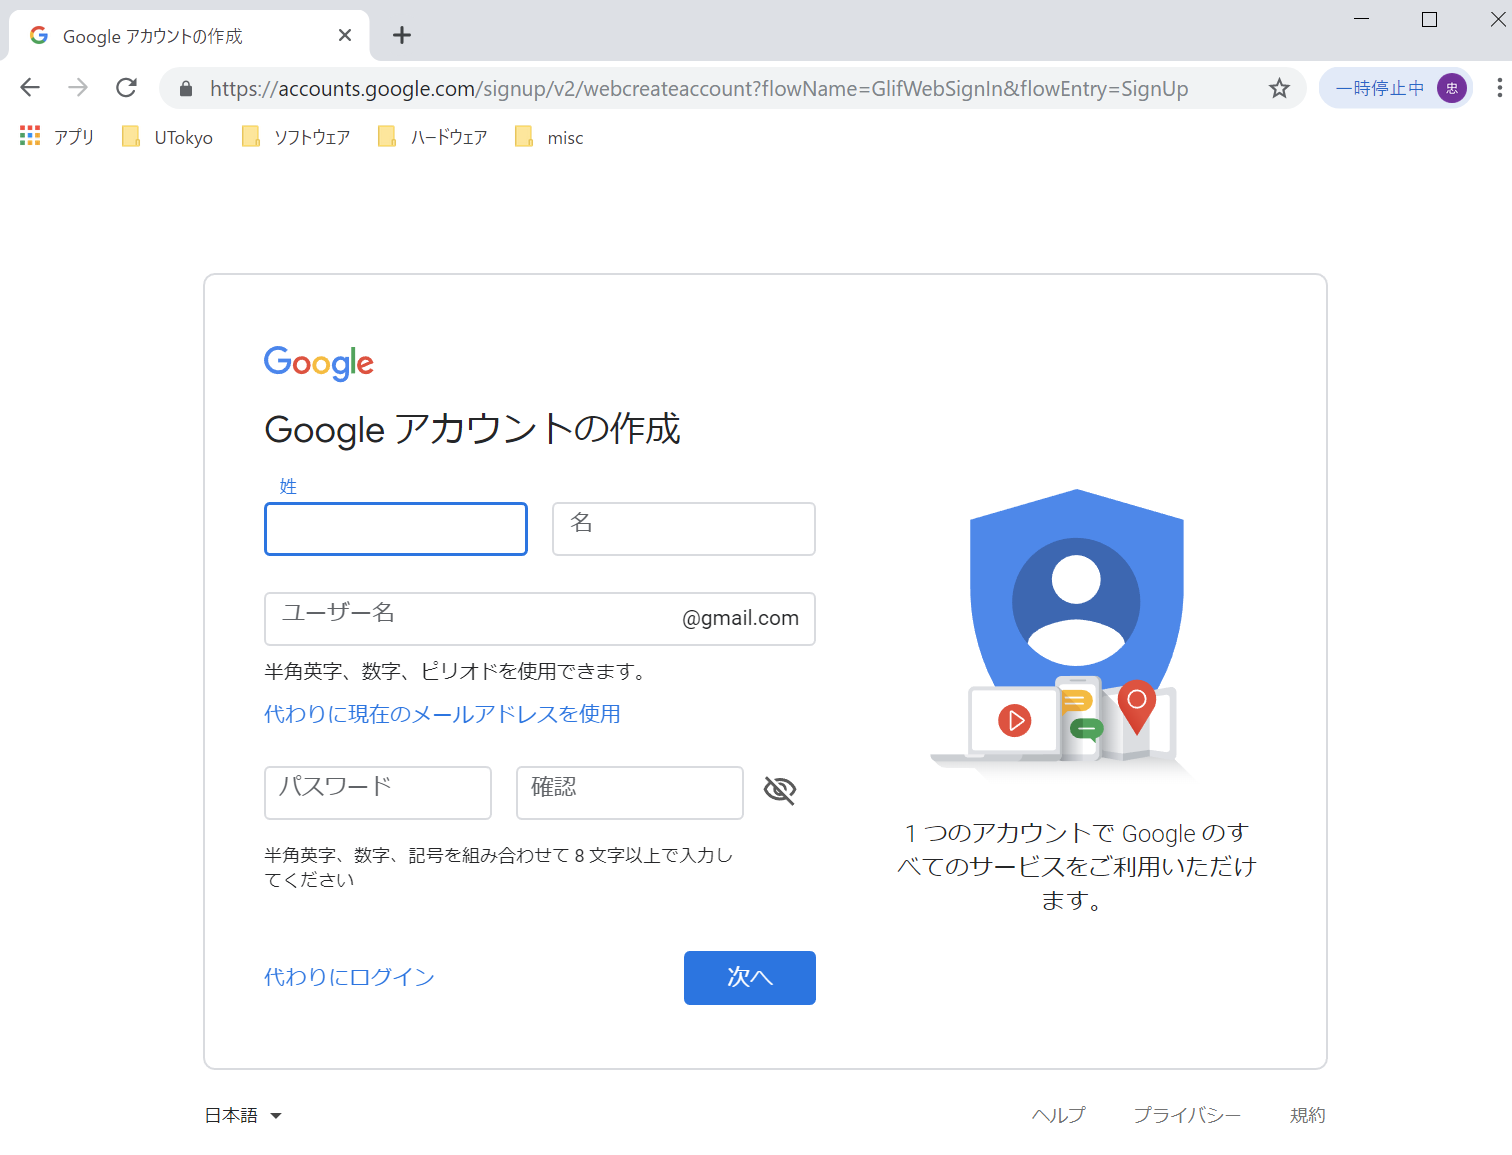 Google アカウントの作成
https://accounts.google.com/signup/v2/webcreateaccount?flowName=GlifWebSignIn&flowEntry=SignUp
一時停止中 忠
アプリ UTokyo ソフトウェア ハードウェア misc
Google
Google アカウントの作成
姓
名
ユーザー名 @gmail.com
半角英字、数字、ピリオドを使用できます。
代わりに現在のメールアドレスを使用
パスワード 確認
半角英字、数字、記号を組み合わせて 8 文字以上で入力し
てください
代わりにログイン 次へ
1 つのアカウントで Google のす
べてのサービスをご利用いただけ
ます。
日本語 ヘルプ プライバシー 規約